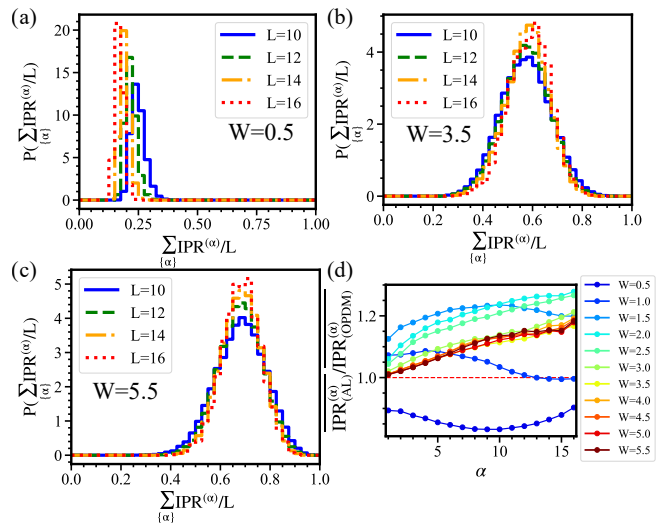 (a)
20
15
10
5
0
P(∑IPR⁽ᵅ⁾/L)
{α}
L=10
L=12
L=14
L=16
W=0.5
0.00 0.25 0.50 0.75 1.00
∑IPR⁽ᵅ⁾/L
{α}
(b)
4
2
0
P(∑IPR⁽ᵅ⁾/L)
{α}
L=10
L=12
L=14
L=16
W=3.5
0.0 0.2 0.4 0.6 0.8 1.0
∑IPR⁽ᵅ⁾/L
{α}
(c)
5
4
3
2
1
0
P(∑IPR⁽ᵅ⁾/L)
{α}
L=10
L=12
L=14
L=16
W=5.5
0.0 0.2 0.4 0.6 0.8 1.0
∑IPR⁽ᵅ⁾/L
{α}
(d)
1.2
1.0
IPR(AL)⁽ᵅ⁾/IPR(OPDM)⁽ᵅ⁾
5 10 15
α
W=0.5
W=1.0
W=1.5
W=2.0
W=2.5
W=3.0
W=3.5
W=4.0
W=4.5
W=5.0
W=5.5